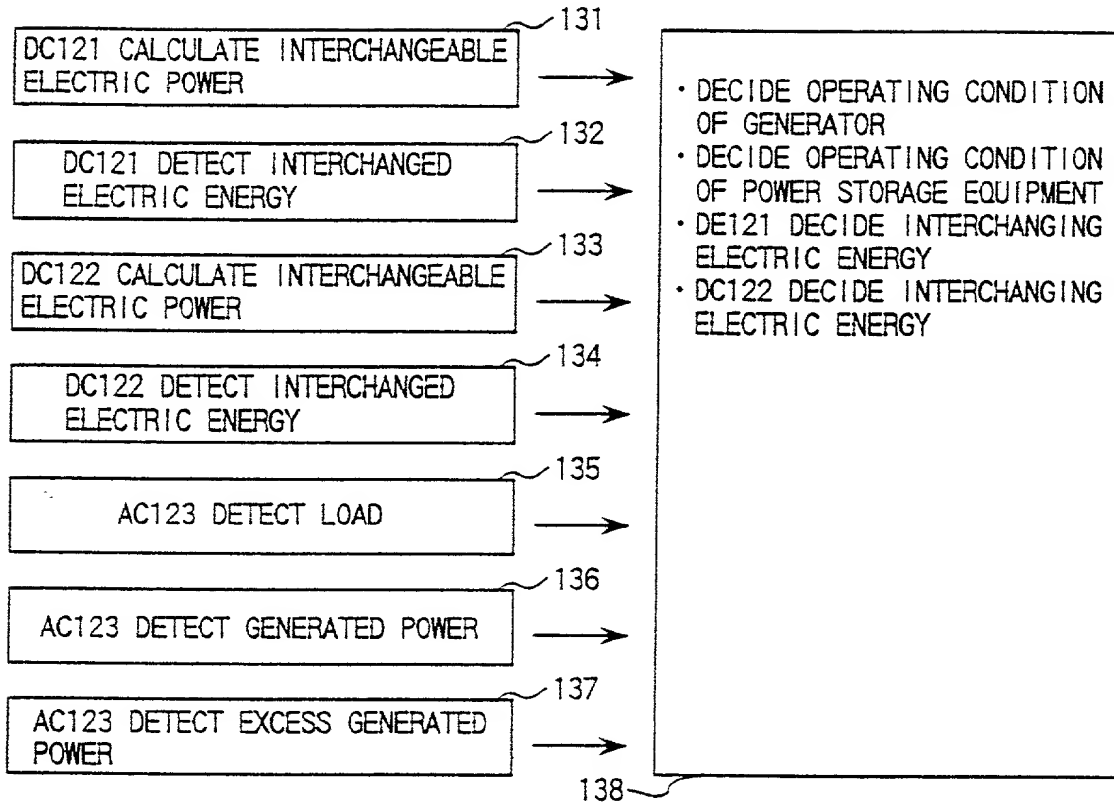 131
DC121 CALCULATE INTERCHANGEABLE
ELECTRIC POWER
132
DC121 DETECT INTERCHANGED
ELECTRIC ENERGY
133
DC122 CALCULATE INTERCHANGEABLE
ELECTRIC POWER
134
DC122 DETECT INTERCHANGED
ELECTRIC ENERGY
135
AC123 DETECT LOAD
136
AC123 DETECT GENERATED POWER
137
AC123 DETECT EXCESS GENERATED
POWER
・DECIDE OPERATING CONDITION
OF GENERATOR
・DECIDE OPERATING CONDITION
OF POWER STORAGE EQUIPMENT
・DE121 DECIDE INTERCHANGING
ELECTRIC ENERGY
・DC122 DECIDE INTERCHANGING
ELECTRIC ENERGY
138